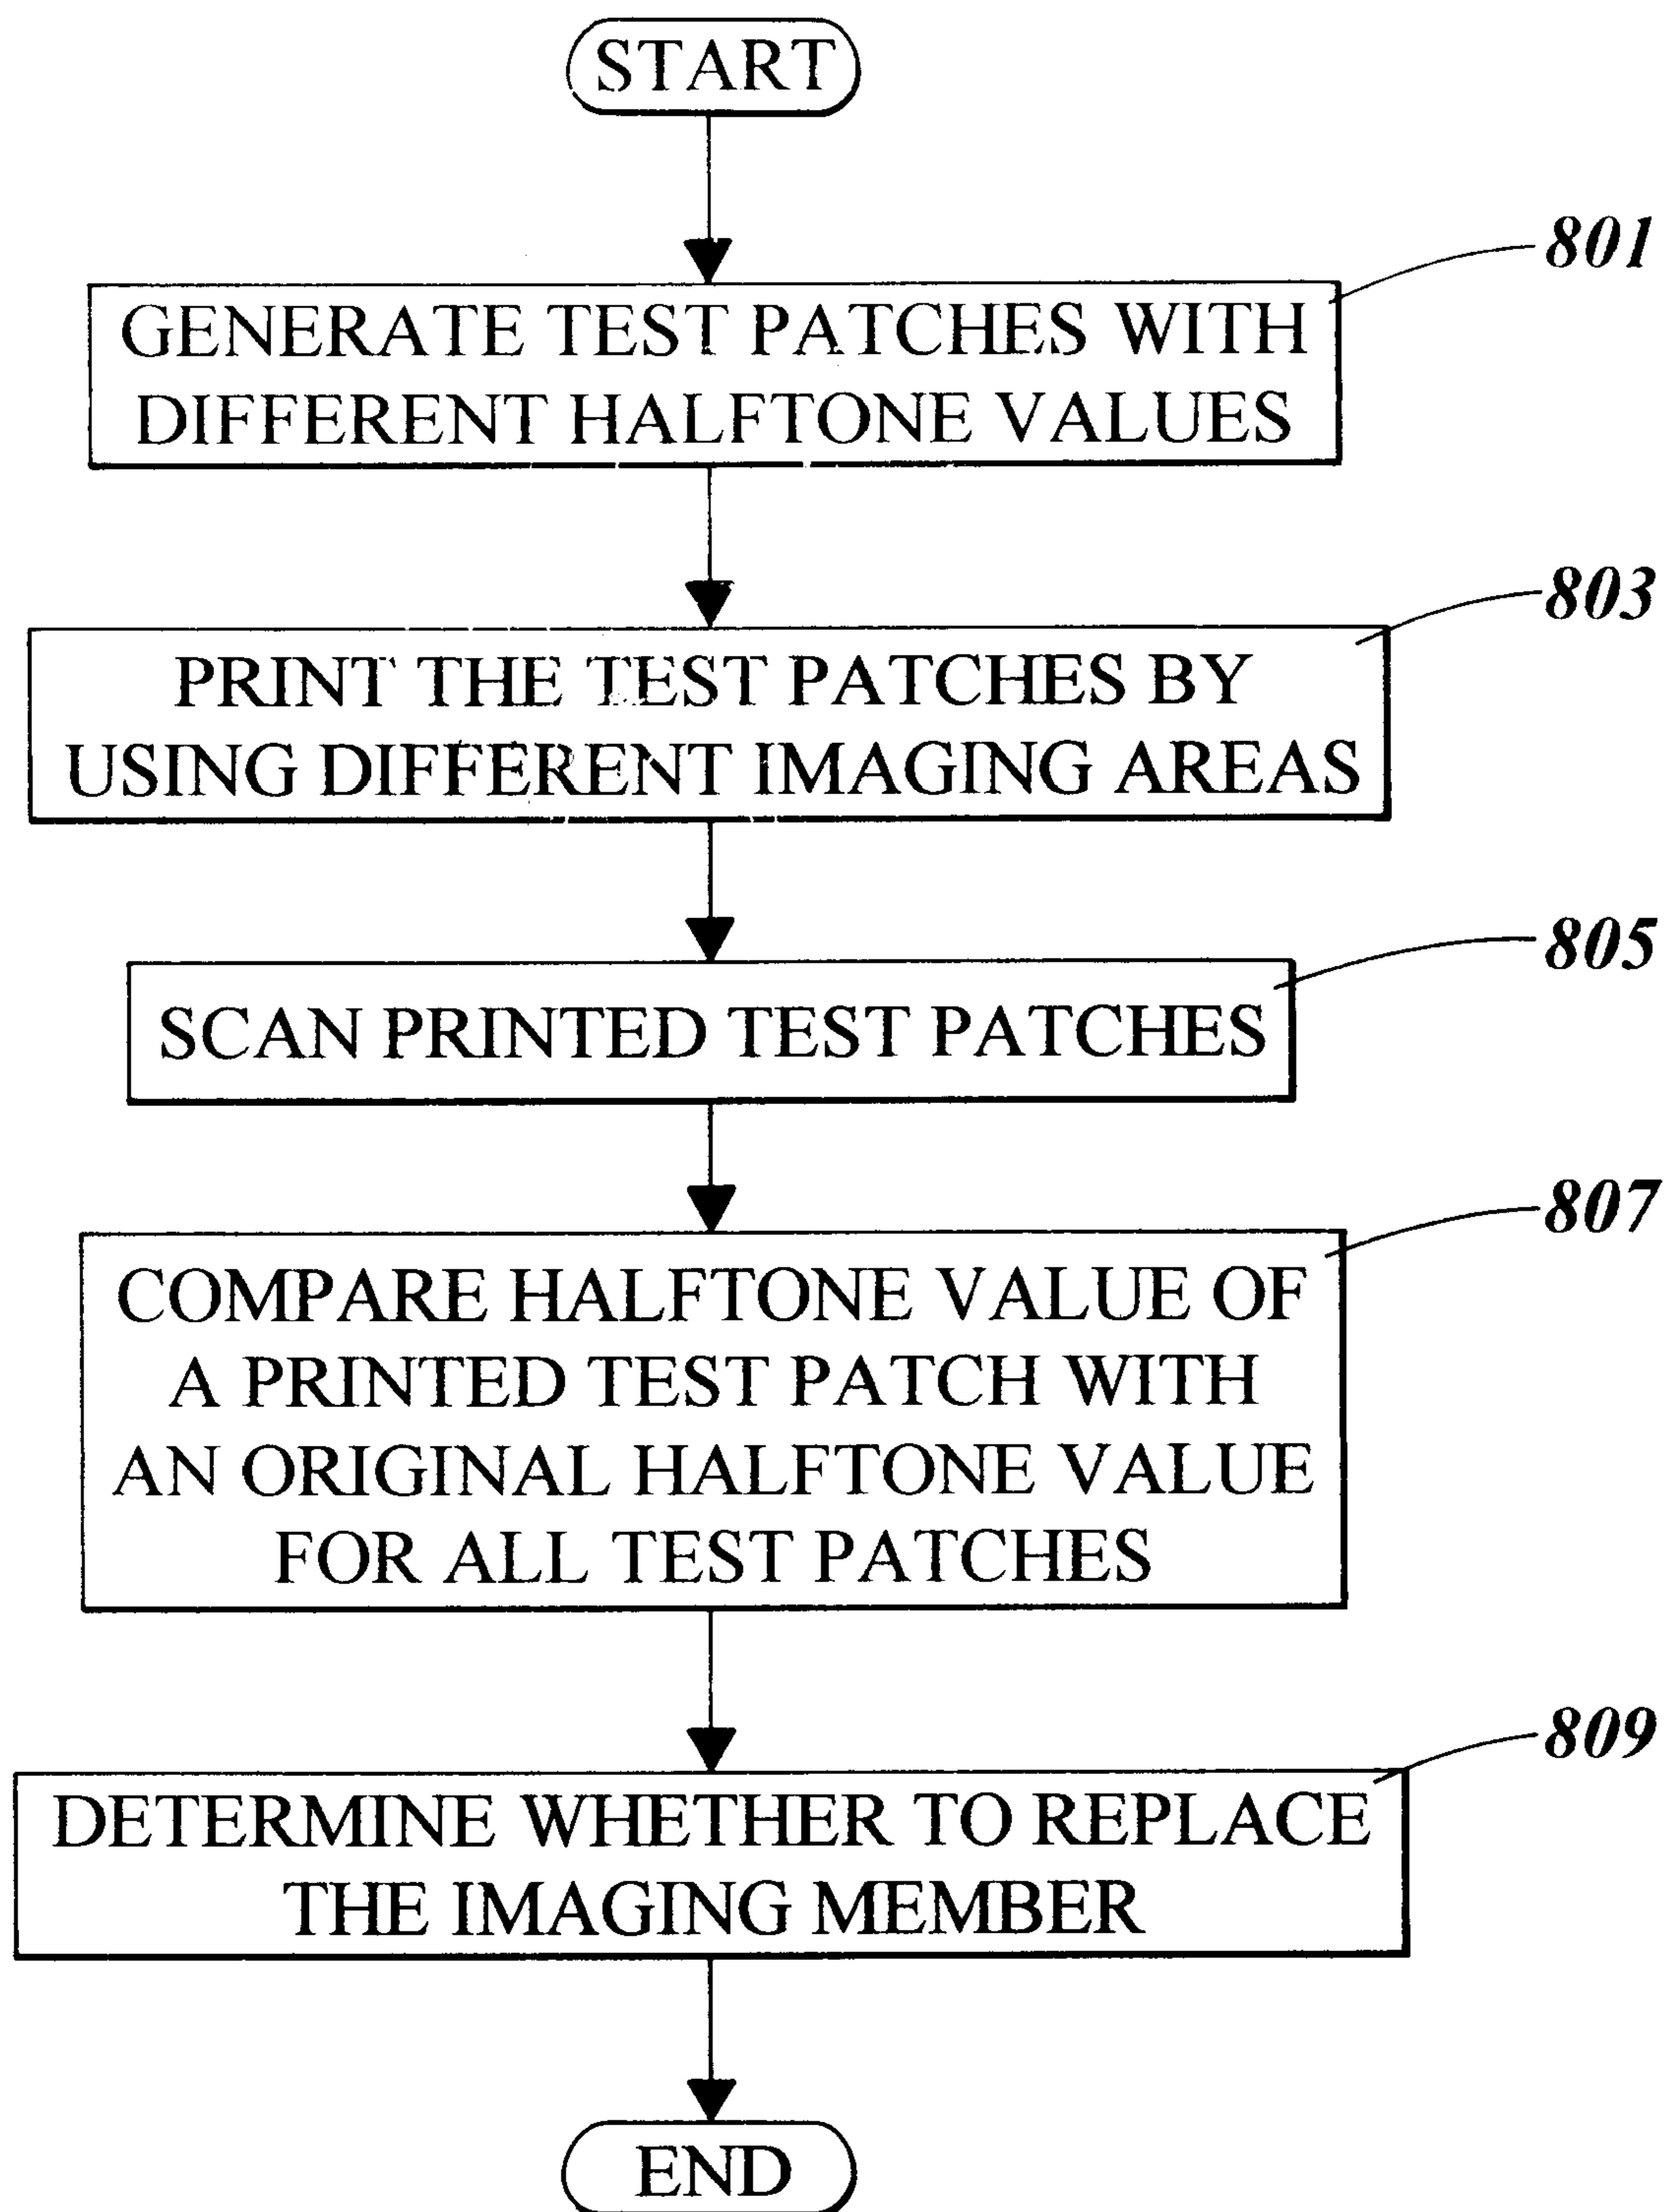 START
801
GENERATE TEST PATCHES WITH
DIFFERENT HALFTONE VALUES
803
PRINT THE TEST PATCHES BY
USING DIFFERENT IMAGING AREAS
805
SCAN PRINTED TEST PATCHES
807
COMPARE HALFTONE VALUE OF
A PRINTED TEST PATCH WITH
AN ORIGINAL HALFTONE VALUE
FOR ALL TEST PATCHES
809
DETERMINE WHETHER TO REPLACE
THE IMAGING MEMBER
END